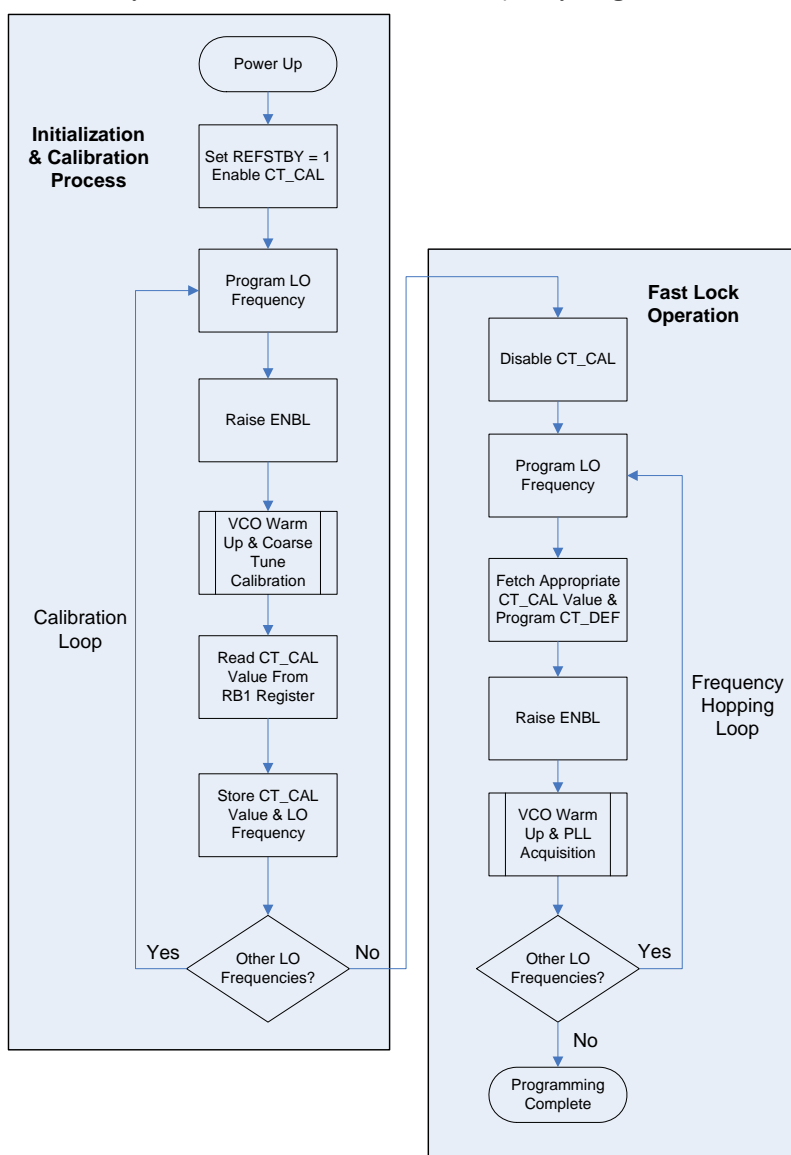 Power Up
Initialization
& Calibration
Process
Set REFSTBY = 1
Enable CT_CAL
Program LO
Frequency
Raise ENBL
VCO Warm
Up & Coarse
Tune
Calibration
Calibration
Loop
Read CT_CAL
Value From
RB1 Register
Store CT_CAL
Value & LO
Frequency
Yes
Other LO
Frequencies?
No
Fast Lock
Operation
Disable CT_CAL
Program LO
Frequency
Fetch Appropriate
CT_CAL Value &
Program CT_DEF
Frequency
Hopping
Loop
Raise ENBL
VCO Warm
Up & PLL
Acquisition
Other LO
Frequencies?
Yes
No
Programming
Complete